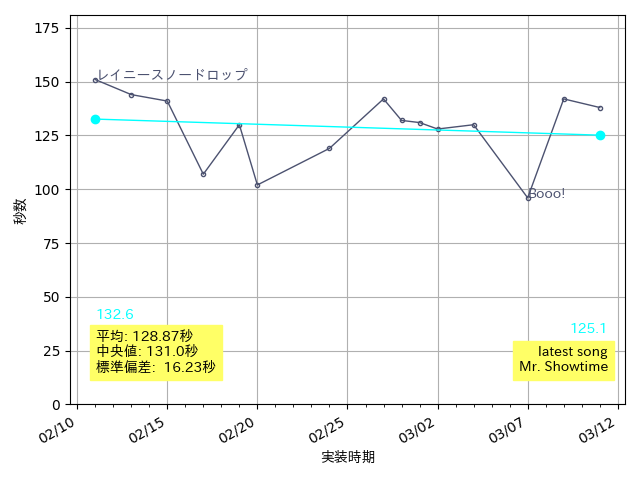 175
150
125
100
75
50
25
0
秒数
レイニースノードロップ
Booo!
132.6
125.1
平均: 128.87秒
中央値: 131.0秒
標準偏差: 16.23秒
latest song
Mr. Showtime
02/10
02/15
02/20
02/25
03/02
03/07
03/12
実装時期